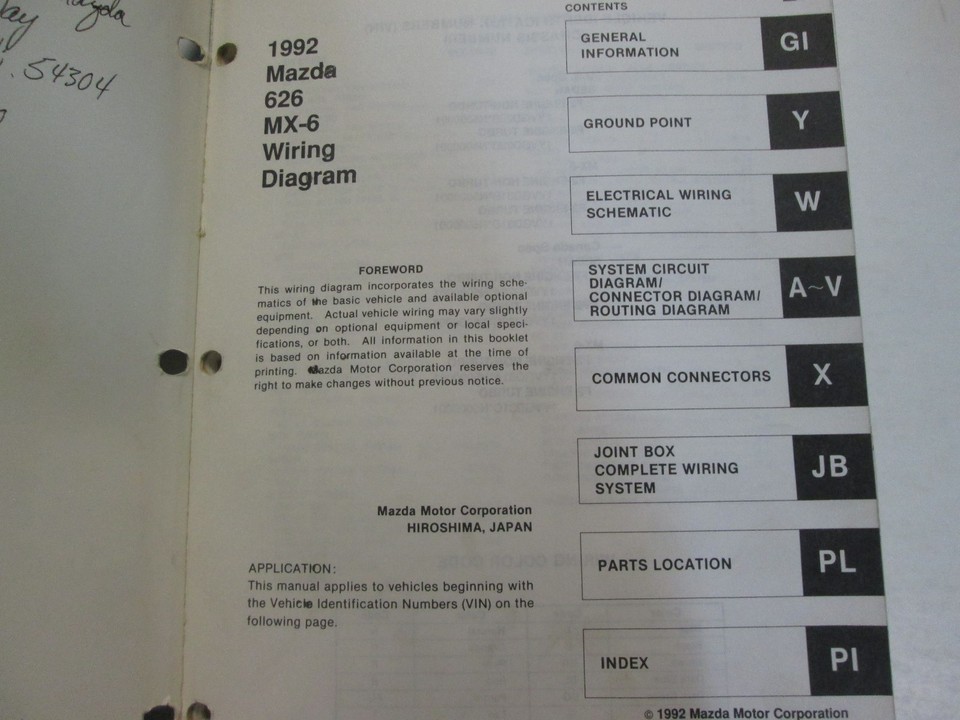 54304
1992
Mazda
626
MX-6
Wiring
Diagram
FOREWORD
This wiring diagram incorporates the wiring sche-
matics of the basic vehicle and available optional
equipment. Actual vehicle wiring may vary slightly
depending on optional equipment or local speci-
fications, or both. All information in this booklet
is based on information available at the time of
printing. Mazda Motor Corporation reserves the
right to make changes without previous notice.
Mazda Motor Corporation
HIROSHIMA, JAPAN
APPLICATION:
This manual applies to vehicles beginning with
the Vehicle Identification Numbers (VIN) on the
following page.
CONTENTS
GENERAL
INFORMATION
GI
GROUND POINT
Y
ELECTRICAL WIRING
SCHEMATIC
W
SYSTEM CIRCUIT
DIAGRAM/
CONNECTOR DIAGRAM/
ROUTING DIAGRAM
A~V
COMMON CONNECTORS
X
JOINT BOX
COMPLETE WIRING
SYSTEM
JB
PARTS LOCATION
PL
INDEX
PI
© 1992 Mazda Motor Corporation